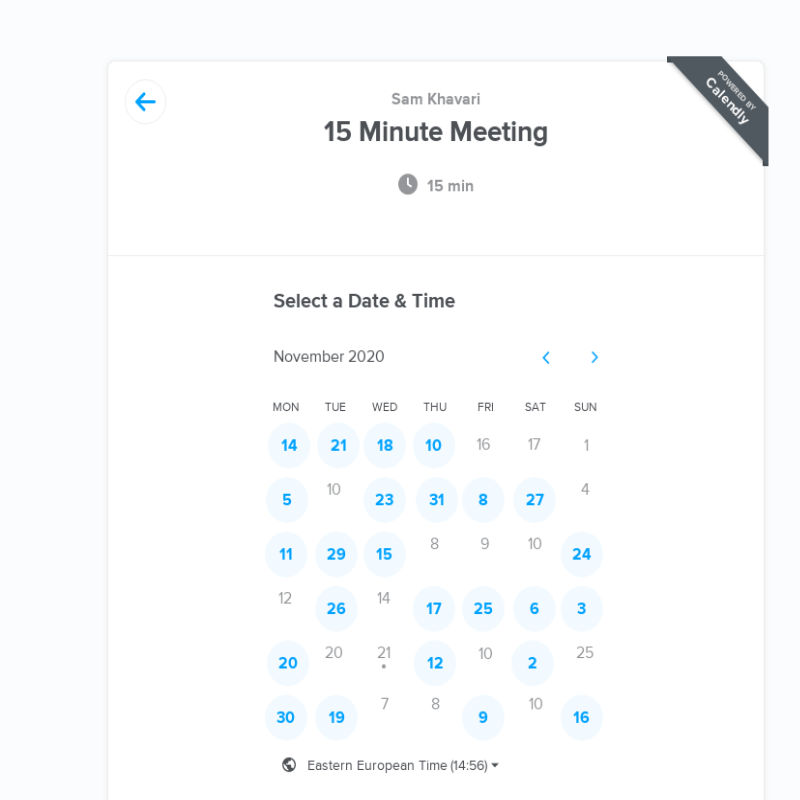 POWERED BY
Calendly
Sam Khavari
15 Minute Meeting
15 min
Select a Date & Time
November 2020
MON TUE WED THU FRI SAT SUN
14 21 18 10 16 17 1
5 10 23 31 8 27 4
11 29 15 8 9 10 24
12 26 14 17 25 6 3
20 20 21 12 10 2 25
30 19 7 8 9 10 16
Eastern European Time (14:56)